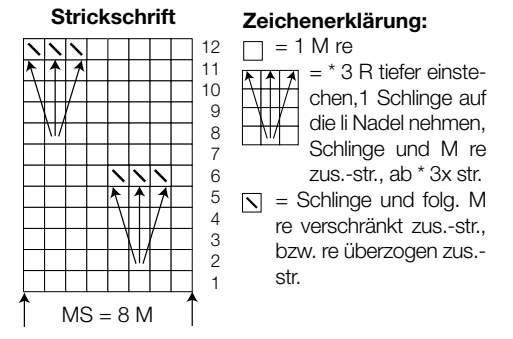 Strickschrift
12
11
10
9
8
7
6
5
4
3
2
1
MS = 8 M
Zeichenerklärung:
= 1 M re
= * 3 R tiefer einste-
chen,1 Schlinge auf
die li Nadel nehmen,
Schlinge und M re
zus.-str., ab * 3x str.
= Schlinge und folg. M
re verschränkt zus.-str.,
bzw. re überzogen zus.-
str.